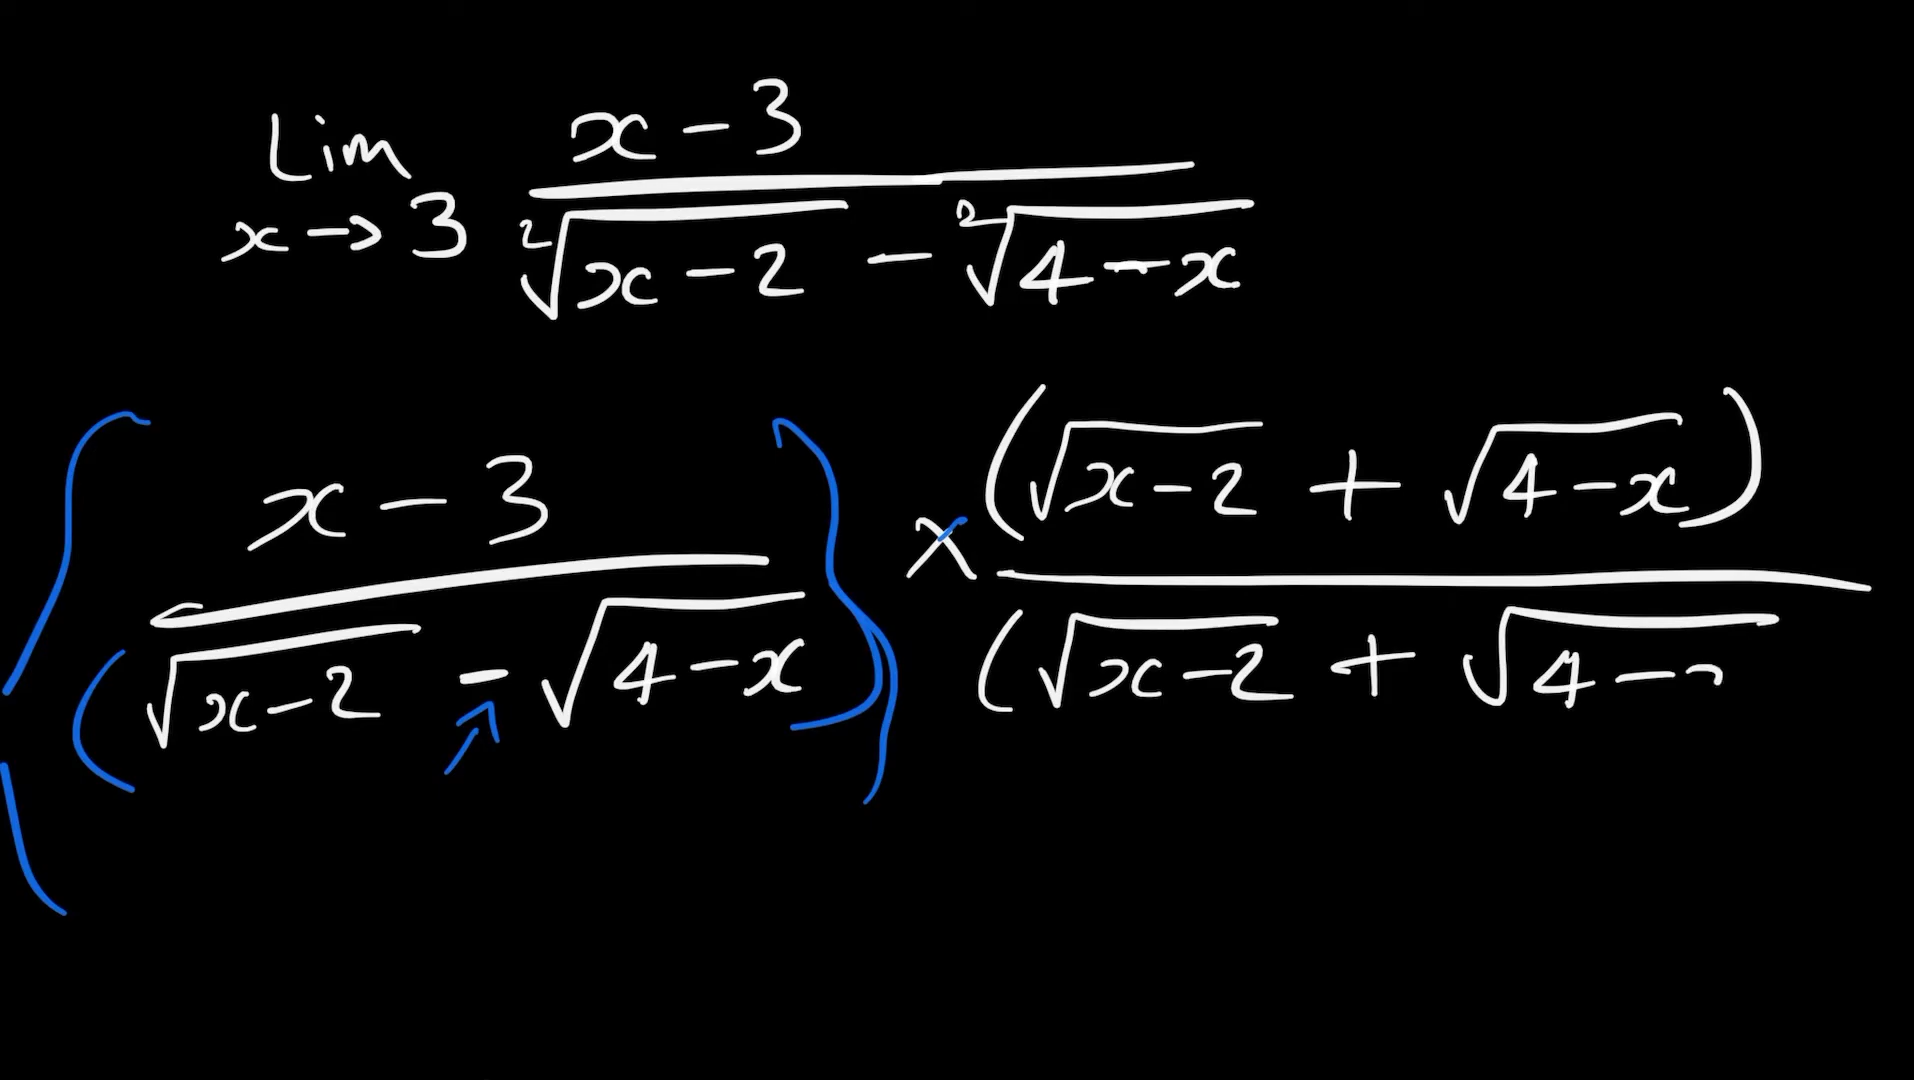 Lim x→3 (x - 3) / (²√(x - 2) - ²√(4 - x))
(x - 3) / (√(x - 2) - √(4 - x)) × (√(x - 2) + √(4 - x)) / (√(x - 2) + √(4 -